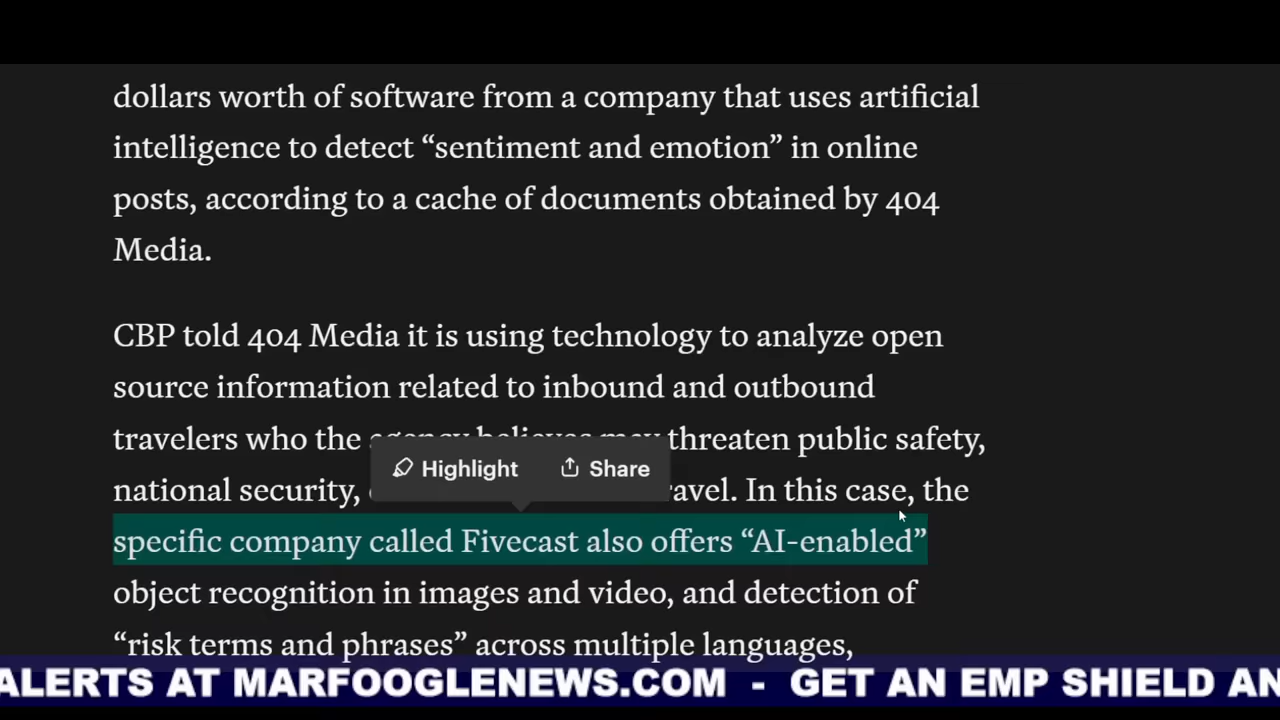 dollars worth of software from a company that uses artificial
intelligence to detect “sentiment and emotion” in online
posts, according to a cache of documents obtained by 404
Media.
CBP told 404 Media it is using technology to analyze open
source information related to inbound and outbound
travelers who the agency believes may threaten public safety,
Highlight Share
national security, ravel. In this case, the
specific company called Fivecast also offers “AI-enabled”
object recognition in images and video, and detection of
“risk terms and phrases” across multiple languages,
ALERTS AT MARFOOGLENEWS.COM - GET AN EMP SHIELD AN